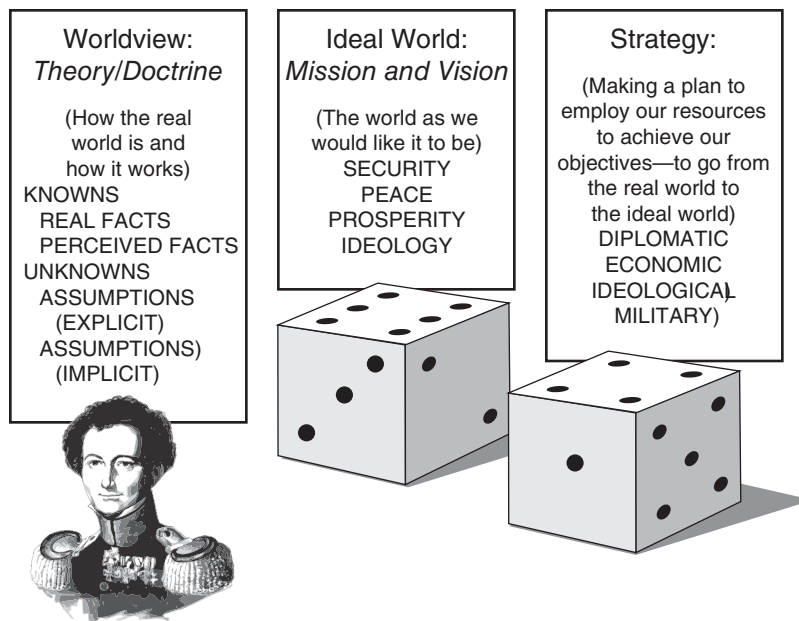 Worldview:
Theory/Doctrine
(How the real
world is and
how it works)
KNOWNS
REAL FACTS
PERCEIVED FACTS
UNKNOWNS
ASSUMPTIONS
(EXPLICIT)
ASSUMPTIONS)
(IMPLICIT)
Ideal World:
Mission and Vision
(The world as we
would like it to be)
SECURITY
PEACE
PROSPERITY
IDEOLOGY
Strategy:
(Making a plan to
employ our resources
to achieve our
objectives—to go from
the real world to
the ideal world)
DIPLOMATIC
ECONOMIC
IDEOLOGICAL)
MILITARY)